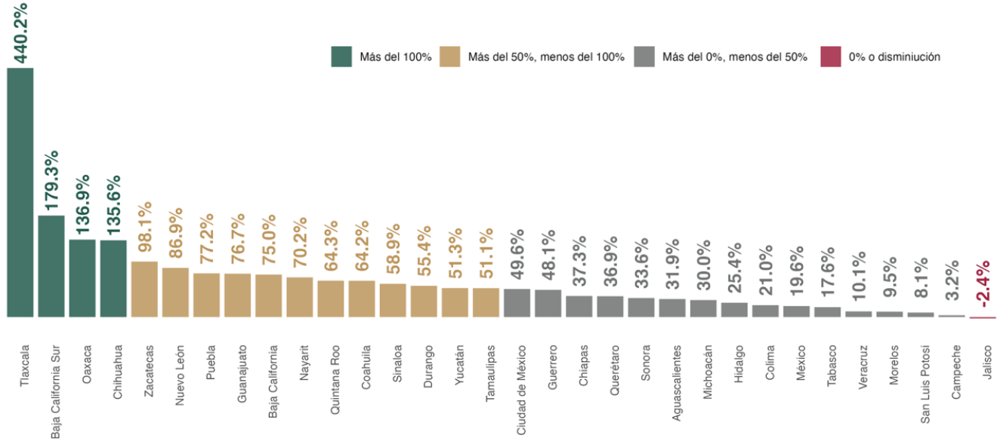 Más del 100%
Más del 50%, menos del 100%
Más del 0%, menos del 50%
0% o disminiución
440.2%
179.3%
136.9%
135.6%
98.1%
86.9%
77.2%
76.7%
75.0%
70.2%
64.3%
64.2%
58.9%
55.4%
51.3%
51.1%
49.6%
48.1%
37.3%
36.9%
33.6%
31.9%
30.0%
25.4%
21.0%
19.6%
17.6%
10.1%
9.5%
8.1%
3.2%
-2.4%
Tlaxcala
Baja California Sur
Oaxaca
Chihuahua
Zacatecas
Nuevo León
Puebla
Guanajuato
Baja California
Nayarit
Quintana Roo
Coahuila
Sinaloa
Durango
Yucatán
Tamaulipas
Ciudad de México
Guerrero
Chiapas
Querétaro
Sonora
Aguascalientes
Michoacán
Hidalgo
Colima
México
Tabasco
Veracruz
Morelos
San Luis Potosí
Campeche
Jalisco